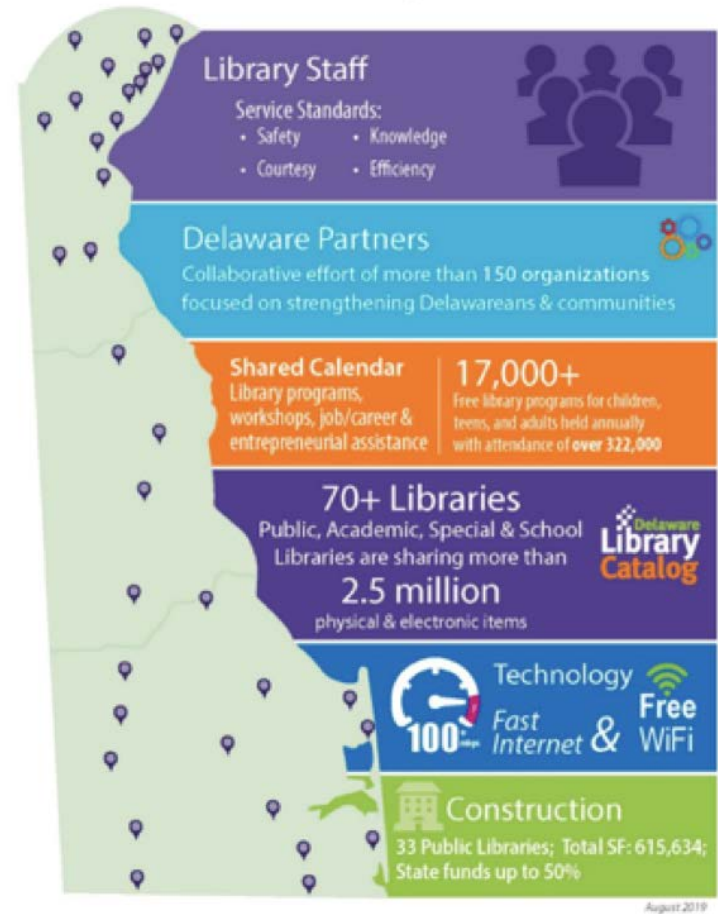 Library Staff
Service Standards:
• Safety • Knowledge
• Courtesy • Efficiency
Delaware Partners
Collaborative effort of more than 150 organizations
focused on strengthening Delawareans & communities
Shared Calendar
Library programs,
workshops, job/career &
entrepreneurial assistance
17,000+
Free library programs for children,
teens, and adults held annually
with attendance of over 322,000
70+ Libraries
Public, Academic, Special & School
Libraries are sharing more than
2.5 million
physical & electronic items
Delaware
Library
Catalog
100+ mbps
Technology
Fast
Internet &
Free
WiFi
Construction
33 Public Libraries; Total SF: 615,634;
State funds up to 50%
August 2019